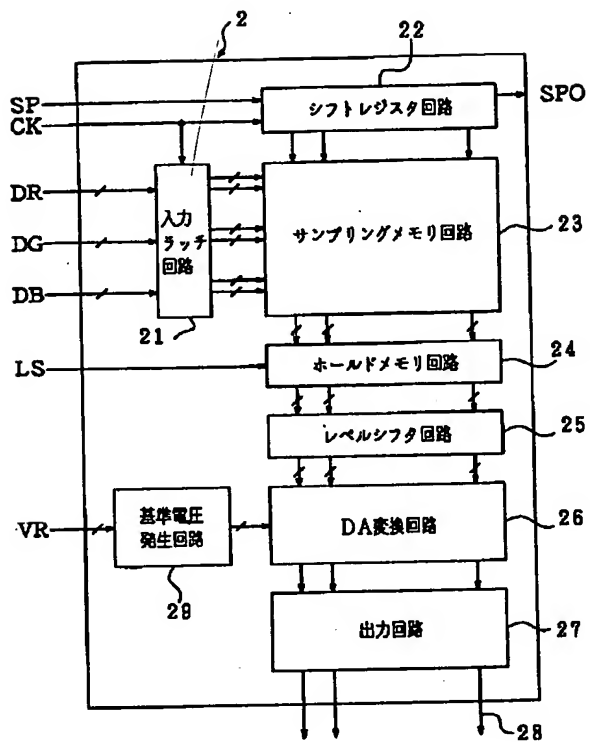 2
22
SP
CK
シフトレジスタ回路
SPO
DR
DG
DB
入力
ラッチ
回路
21
サンプリングメモリ回路
23
LS
ホールドメモリ回路
24
レベルシフタ回路
25
VR
基準電圧
発生回路
29
DA変換回路
26
出力回路
27
28